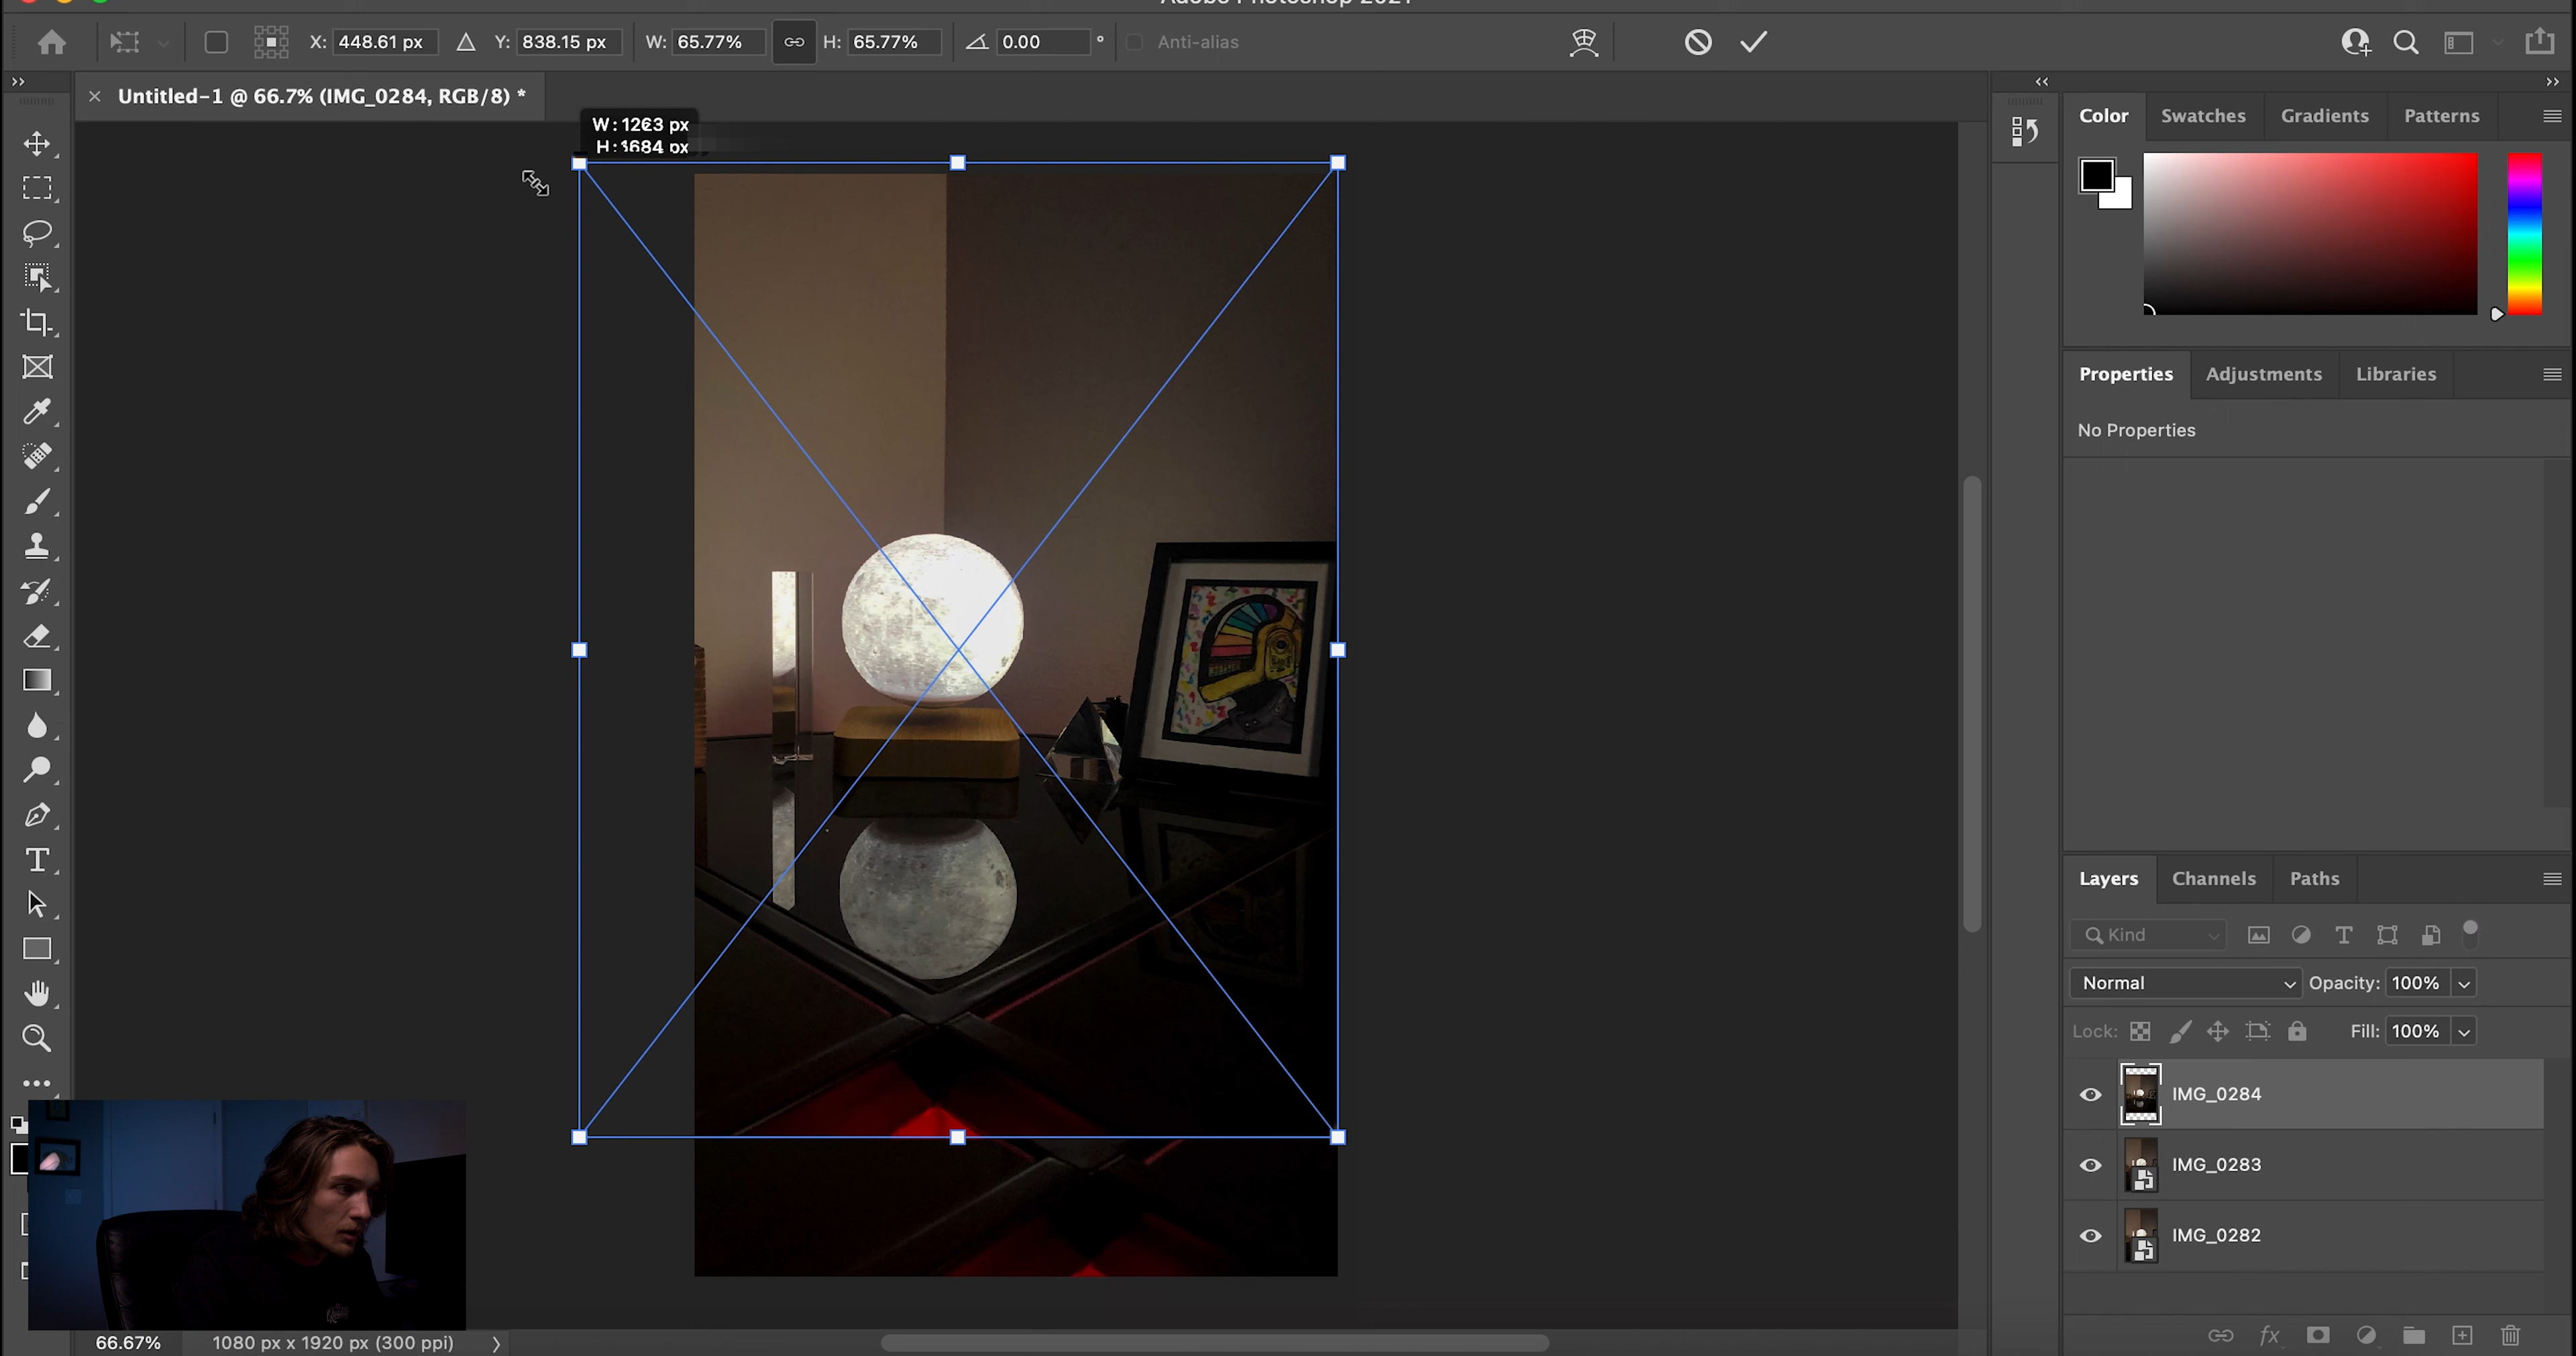 X: 448.61 px
Y: 838.15 px
W: 65.77%
H: 65.77%
0.00 °
Anti-alias
Untitled-1 @ 66.7% (IMG_0284, RGB/8) *
W: 1263 px
H: 1684 px
Color Swatches Gradients Patterns
Properties Adjustments Libraries
No Properties
Layers Channels Paths
Kind
Normal Opacity: 100%
Lock: Fill: 100%
IMG_0284
IMG_0283
IMG_0282
fx
66.67% 1080 px x 1920 px (300 ppi)